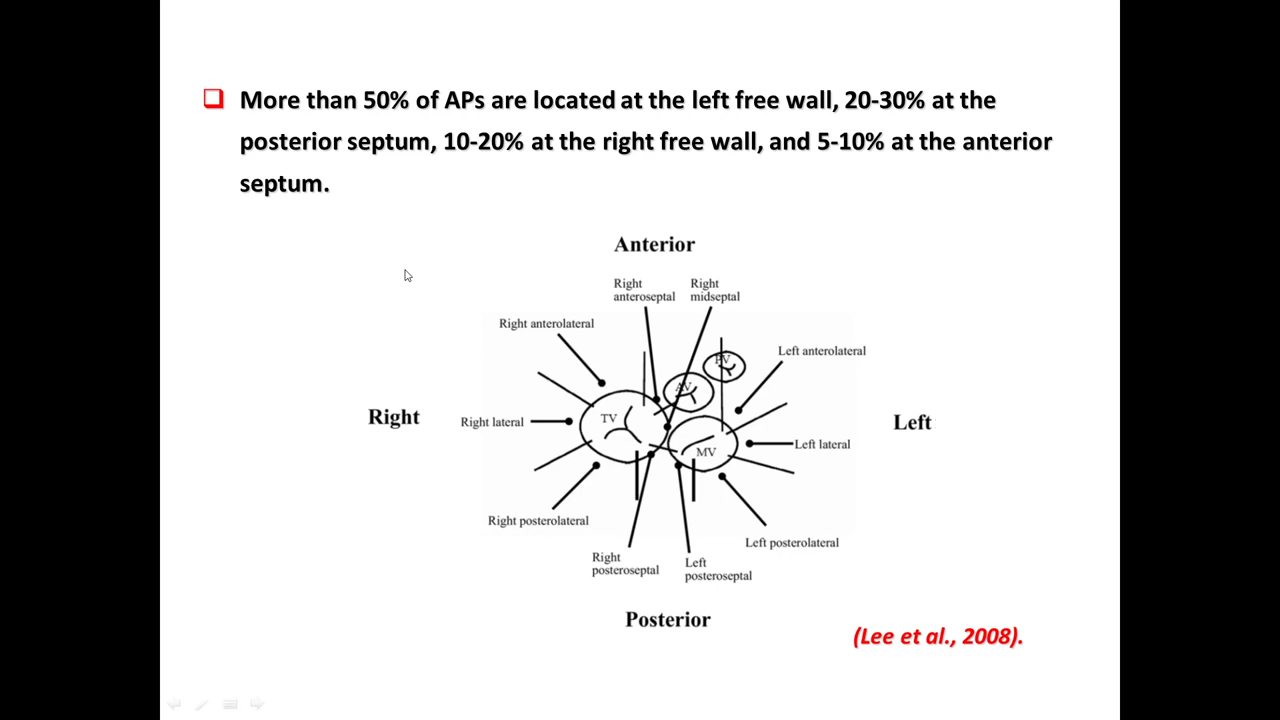 More than 50% of APs are located at the left free wall, 20-30% at the
posterior septum, 10-20% at the right free wall, and 5-10% at the anterior
septum.
Anterior
Right
anteroseptal
Right
midseptal
Right anterolateral
Left anterolateral
PV
AV
Right
Right lateral
TV
Left
MV
Left lateral
Right posterolateral
Left posterolateral
Right
posteroseptal
Left
posteroseptal
Posterior
(Lee et al., 2008).